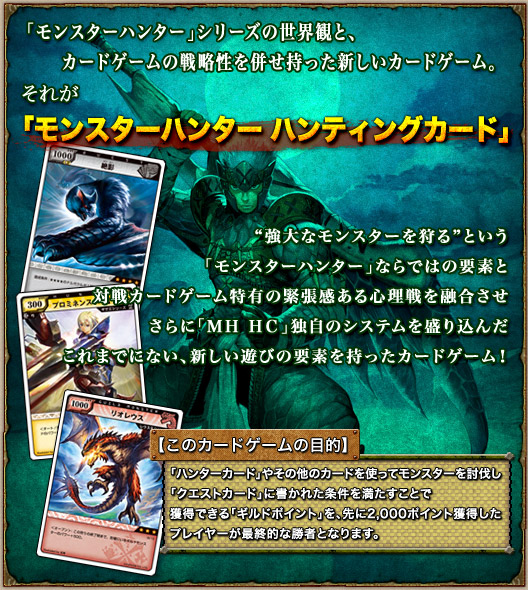 「モンスターハンター」シリーズの世界観と、
カードゲームの戦略性を併せ持った新しいカードゲーム。
それが
「モンスターハンター ハンティングカード」
1000
“強大なモンスターを狩る”という
「モンスターハンター」ならではの要素と
300
プロミネンス
対戦カードゲーム特有の緊張感ある心理戦を融合させ
さらに「MH HC」独自のシステムを盛り込んだ
これまでにない、新しい遊びの要素を持ったカードゲーム！
1000
リオレウス
【このカードゲームの目的】
「ハンターカード」やその他のカードを使ってモンスターを討伐し
「クエストカード」に書かれた条件を満たすことで
獲得できる「ギルドポイント」を、先に2,000ポイント獲得した
プレイヤーが最終的な勝者となります。